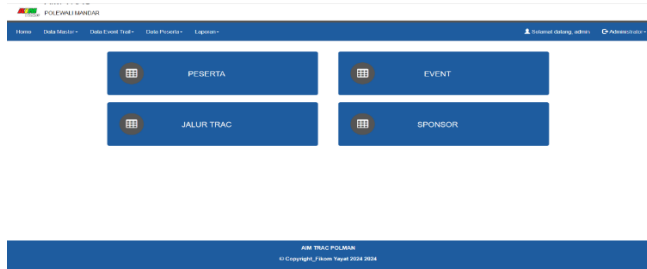 POLEWALI MANDAR
Home Data Master Data Event Trail Data Peserta Laporan Selamat datang, admin Administrator
PESERTA EVENT
JALUR TRAC SPONSOR
AIM TRAC POLMAN
© Copyright_Fikom Yayat 2024 2024